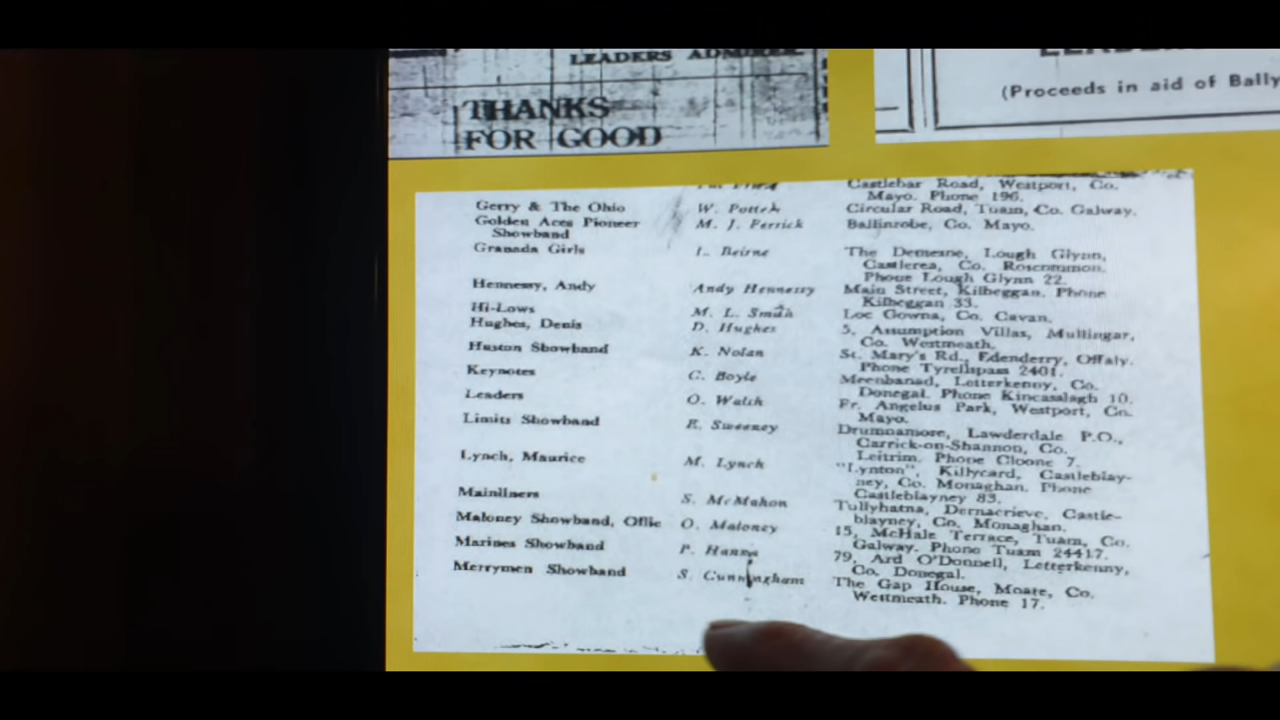 LEADERS ADMIRER
THANKS
FOR GOOD
(Proceeds in aid of Bally
Castlebar Road, Westport, Co.
Mayo. Phone 196.
Gerry & The Ohio W. Potter Circular Road, Tuam, Co. Galway.
Golden Aces Pioneer M. J. Ferrick Ballinrobe, Co. Mayo.
Showband
Granada Girls L. Beirne The Demesne, Lough Glynn,
Castlerea, Co. Roscommon.
Phone Lough Glynn 22.
Hennessy, Andy Andy Hennessy Main Street, Kilbeggan. Phone
Kilbeggan 33.
Hi-Lows M. L. Smith Loc Gowna, Co. Cavan.
Hughes, Denis D. Hughes 5, Assumption Villas, Mullingar,
Co. Westmeath.
Huston Showband K. Nolan St. Mary's Rd., Edenderry, Offaly.
Phone Tyrellspass 2401.
Keynotes C. Boyle Meenbanad, Letterkenny, Co.
Donegal. Phone Kincasslagh 10.
Leaders O. Walsh Fr. Angelus Park, Westport, Co.
Mayo.
Limits Showband E. Sweeney Drumnamore, Lawderdale P.O.,
Carrick-on-Shannon, Co.
Leitrim. Phone Cloone 7.
Lynch, Maurice M. Lynch "Lynton", Killycard, Castleblay-
ney, Co. Monaghan. Phone
Castleblayney 83.
Mainliners S. McMahon Tullyhatna, Dernacrieve, Castle-
blayney, Co. Monaghan.
Maloney Showband, Ollie O. Maloney 15, McHale Terrace, Tuam, Co.
Galway. Phone Tuam 24417.
Marines Showband P. Hanna 79, Ard O'Donnell, Letterkenny,
Co. Donegal.
Merrymen Showband S. Cunningham The Gap House, Moate, Co.
Westmeath. Phone 17.